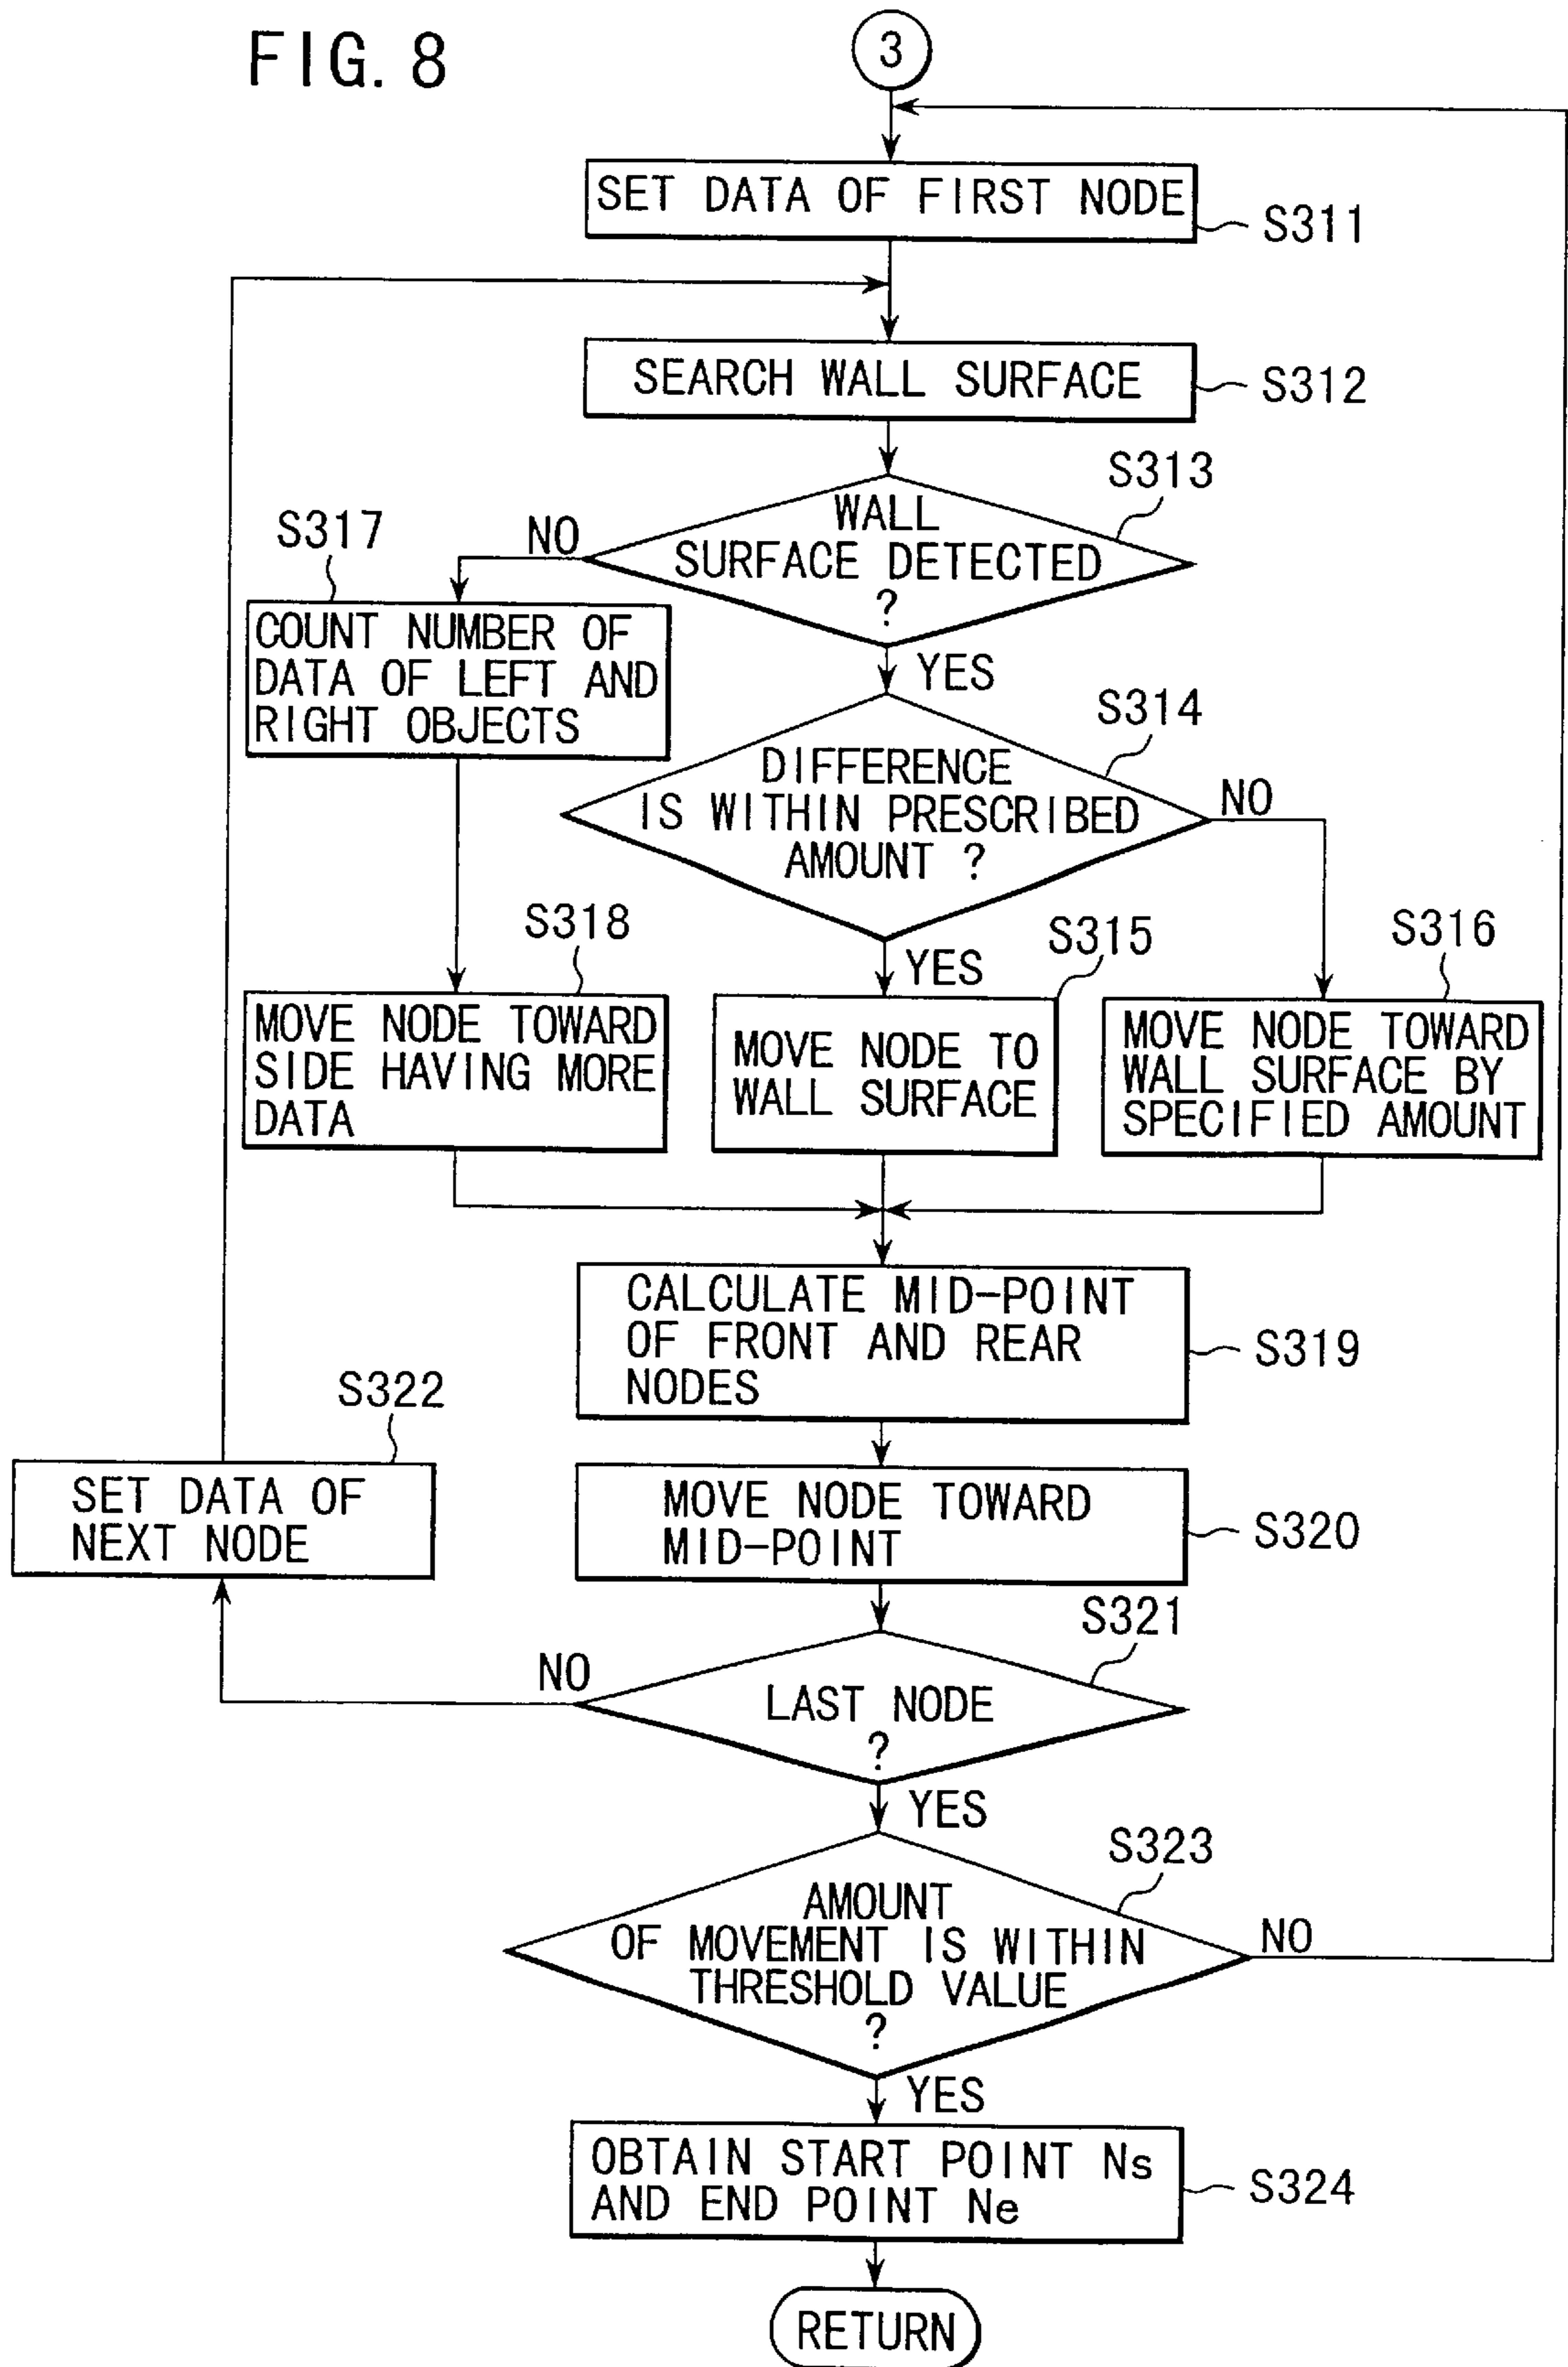 FIG. 8
3
SET DATA OF FIRST NODE
S311
SEARCH WALL SURFACE
S312
S313
WALL
SURFACE DETECTED
?
NO
YES
S317
COUNT NUMBER OF
DATA OF LEFT AND
RIGHT OBJECTS
S314
DIFFERENCE
IS WITHIN PRESCRIBED
AMOUNT ?
NO
YES
S318
MOVE NODE TOWARD
SIDE HAVING MORE
DATA
S315
MOVE NODE TO
WALL SURFACE
S316
MOVE NODE TOWARD
WALL SURFACE BY
SPECIFIED AMOUNT
CALCULATE MID-POINT
OF FRONT AND REAR
NODES
S319
S322
SET DATA OF
NEXT NODE
MOVE NODE TOWARD
MID-POINT
S320
S321
NO
LAST NODE
?
YES
S323
AMOUNT
OF MOVEMENT IS WITHIN
THRESHOLD VALUE
?
NO
YES
OBTAIN START POINT Ns
AND END POINT Ne
S324
RETURN